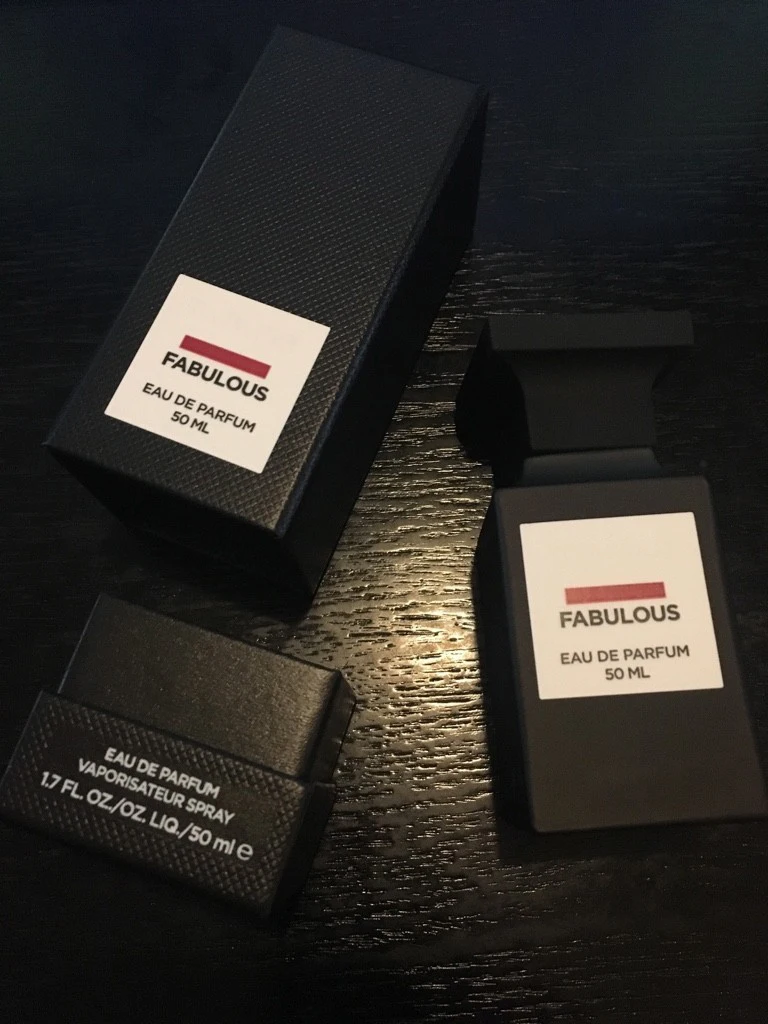 FABULOUS
EAU DE PARFUM
50 ML
FABULOUS
EAU DE PARFUM
50 ML
EAU DE PARFUM
VAPORISATEUR SPRAY
1.7 FL. OZ./OZ. LIQ./50 ml ℮